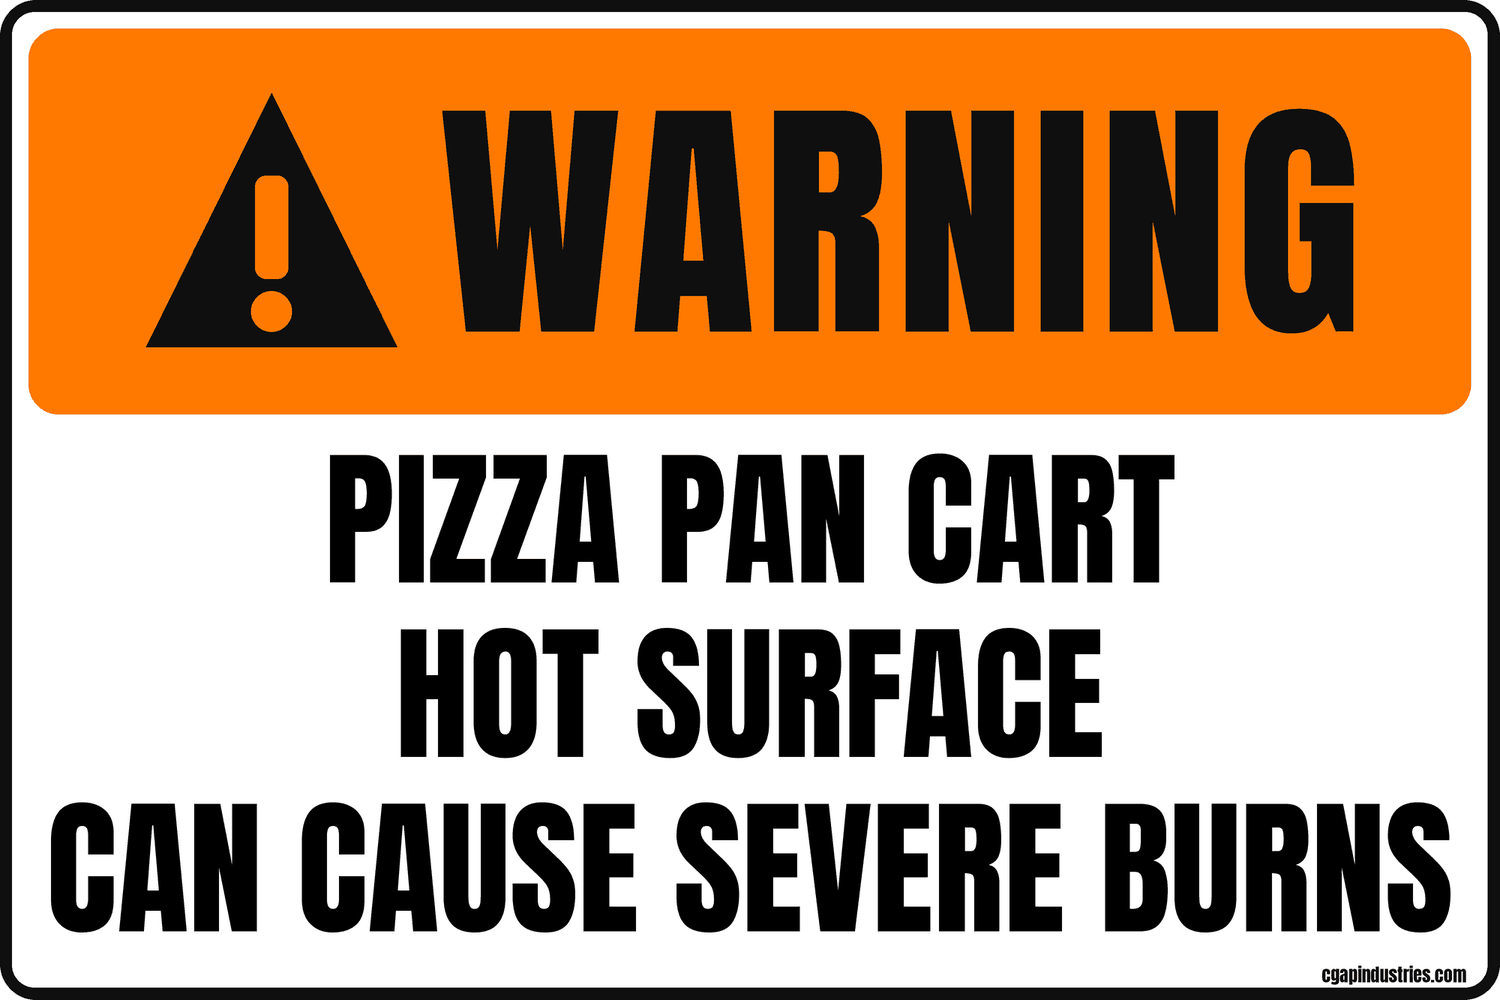 WARNING
PIZZA PAN CART
HOT SURFACE
CAN CAUSE SEVERE BURNS
cgapindustries.com